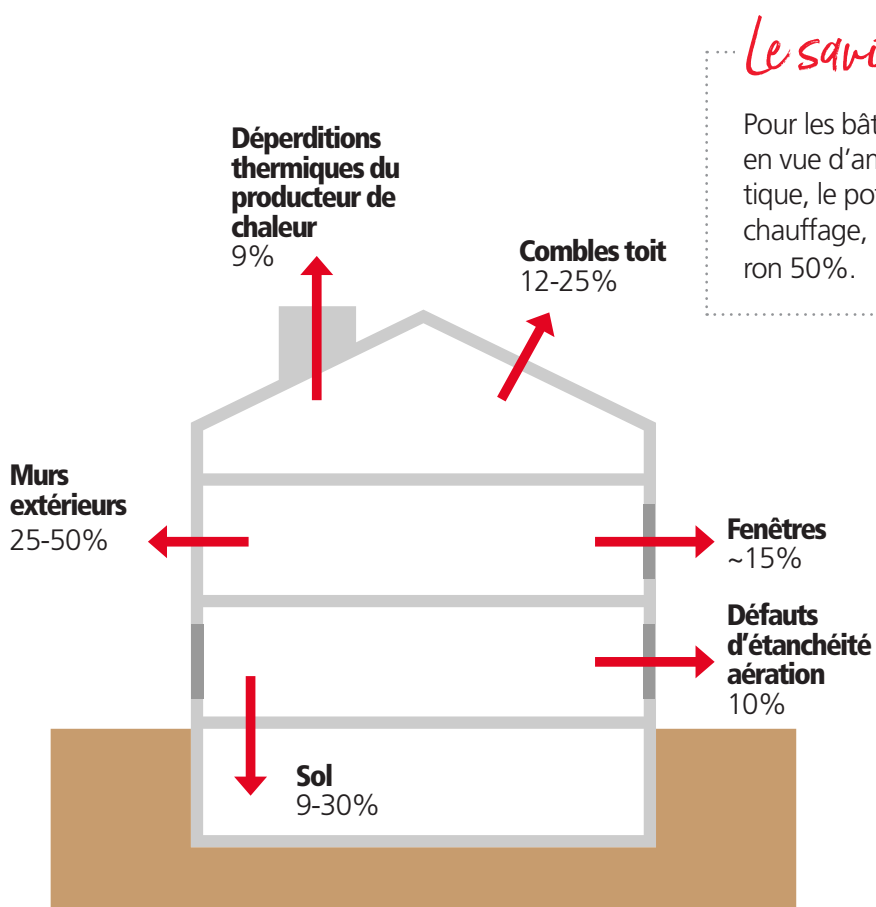 Le savi
Pour les bât
en vue d'am
tique, le pot
chauffage,
ron 50%.
Déperditions
thermiques du
producteur de
chaleur
9%
Combles toit
12-25%
Murs
extérieurs
25-50%
Fenêtres
~15%
Défauts
d'étanchéité
aération
10%
Sol
9-30%